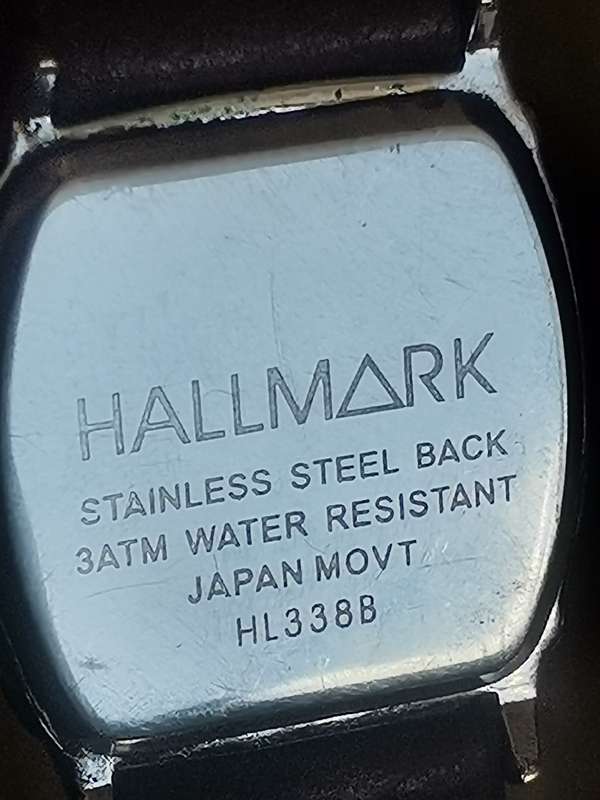 HALLMARK
STAINLESS STEEL BACK
3ATM WATER RESISTANT
JAPAN MOVT
HL338B